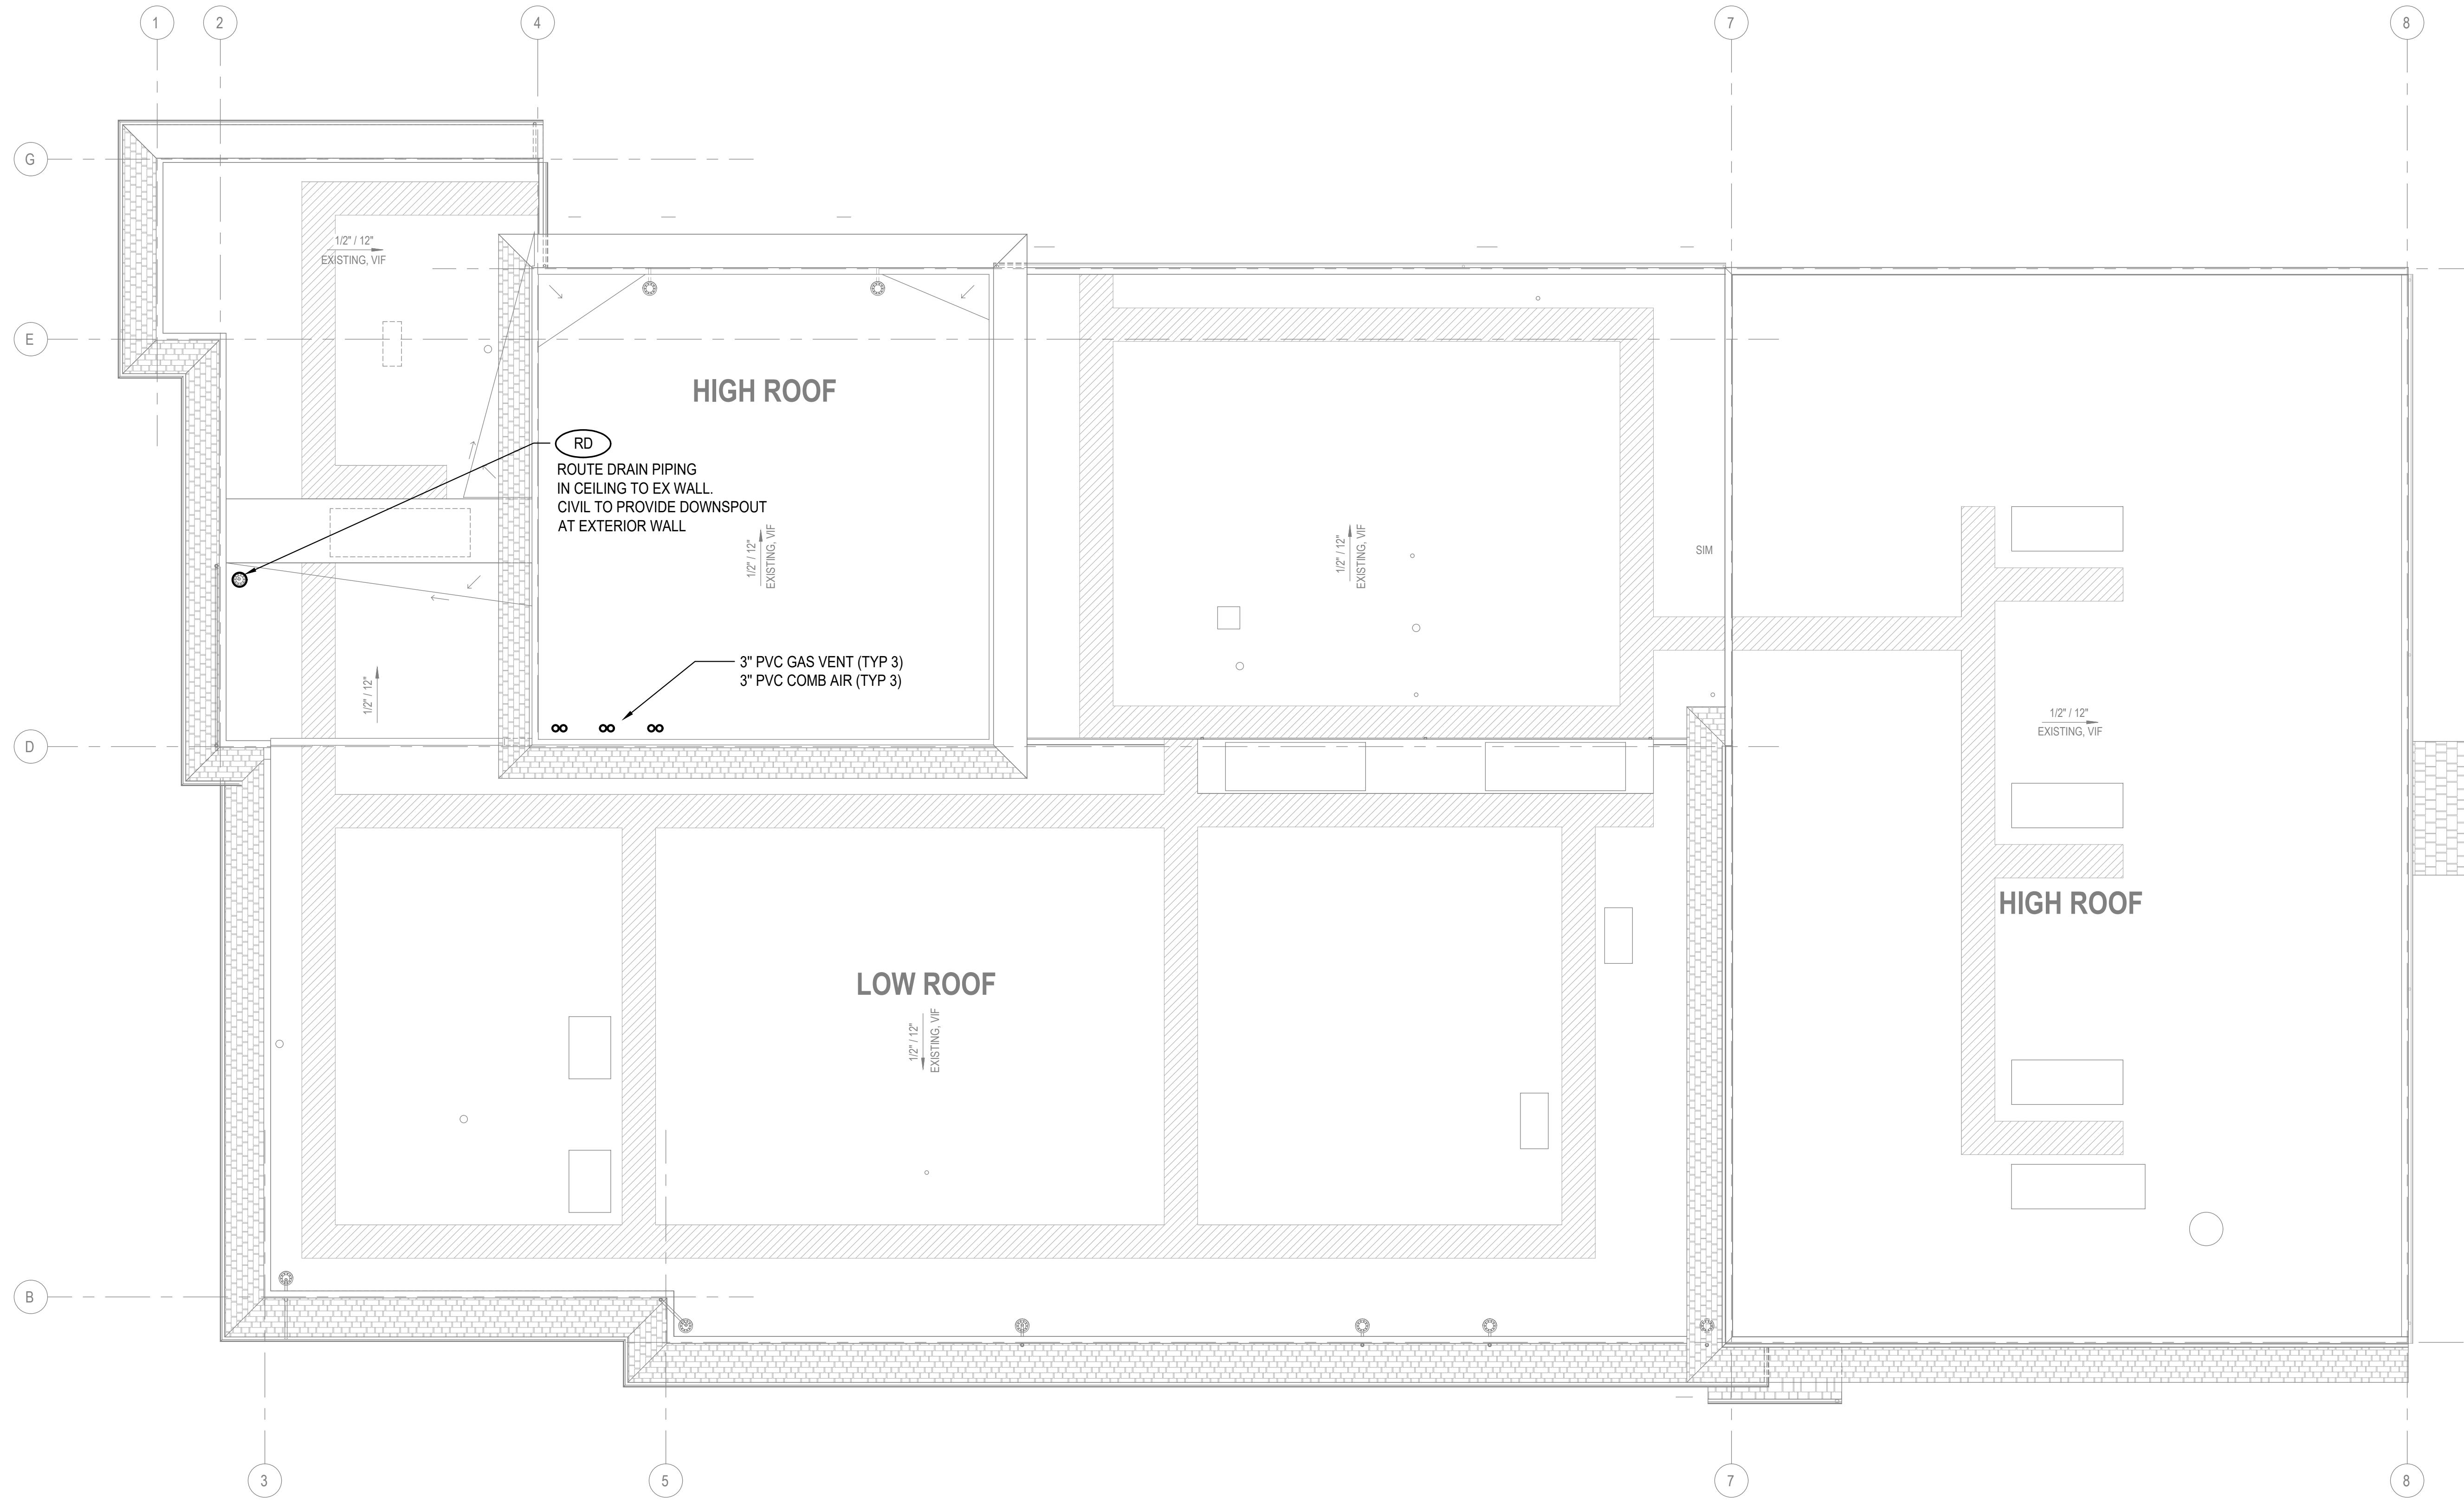 1
2
4
7
8
G
1/2" / 12"
EXISTING, VIF
E
HIGH ROOF
RD
ROUTE DRAIN PIPING
IN CEILING TO EX WALL.
CIVIL TO PROVIDE DOWNSPOUT
AT EXTERIOR WALL
1/2" / 12"
EXISTING, VIF
1/2" / 12"
EXISTING, VIF
SIM
3" PVC GAS VENT (TYP 3)
3" PVC COMB AIR (TYP 3)
1/2" / 12"
1/2" / 12"
EXISTING, VIF
D
HIGH ROOF
LOW ROOF
1/2" / 12"
EXISTING, VIF
B
3
5
7
8